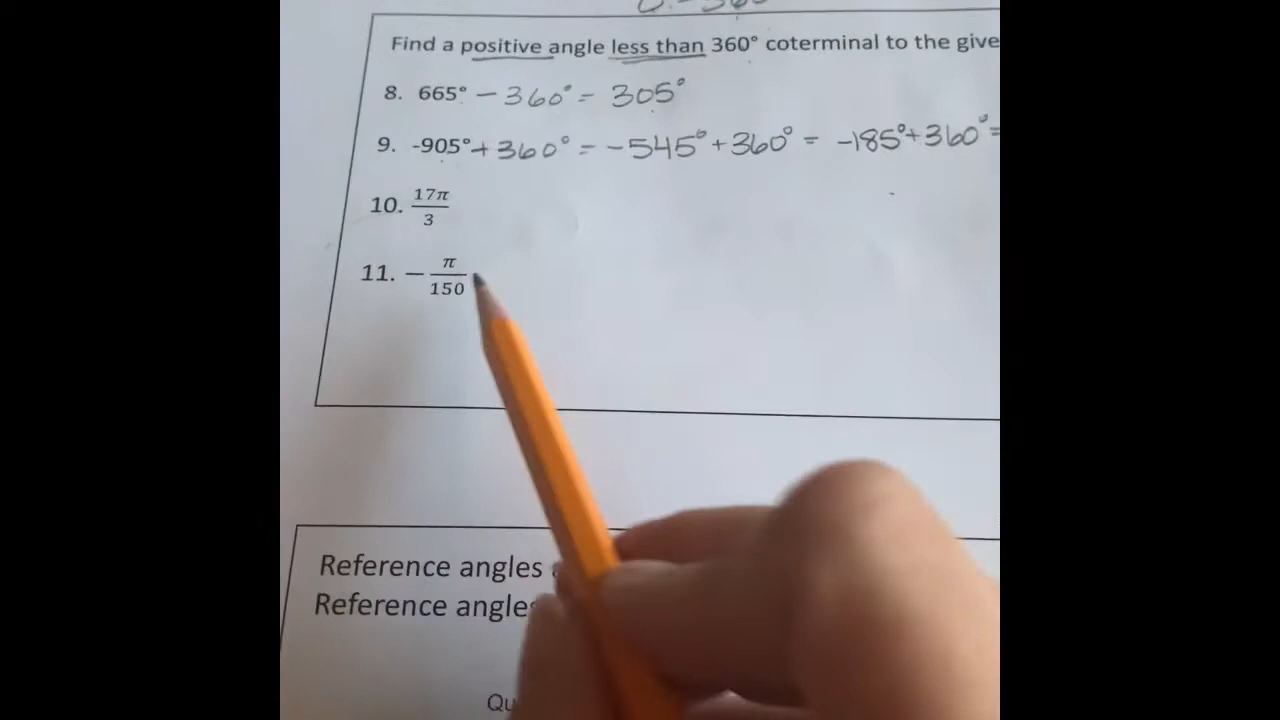 Find a positive angle less than 360° coterminal to the give
8. 665° - 360° = 305°
9. -905° + 360° = -545° + 360° = -185° + 360° =
10. 17π/3
11. - π/150
Reference angles
Reference angle
Qu